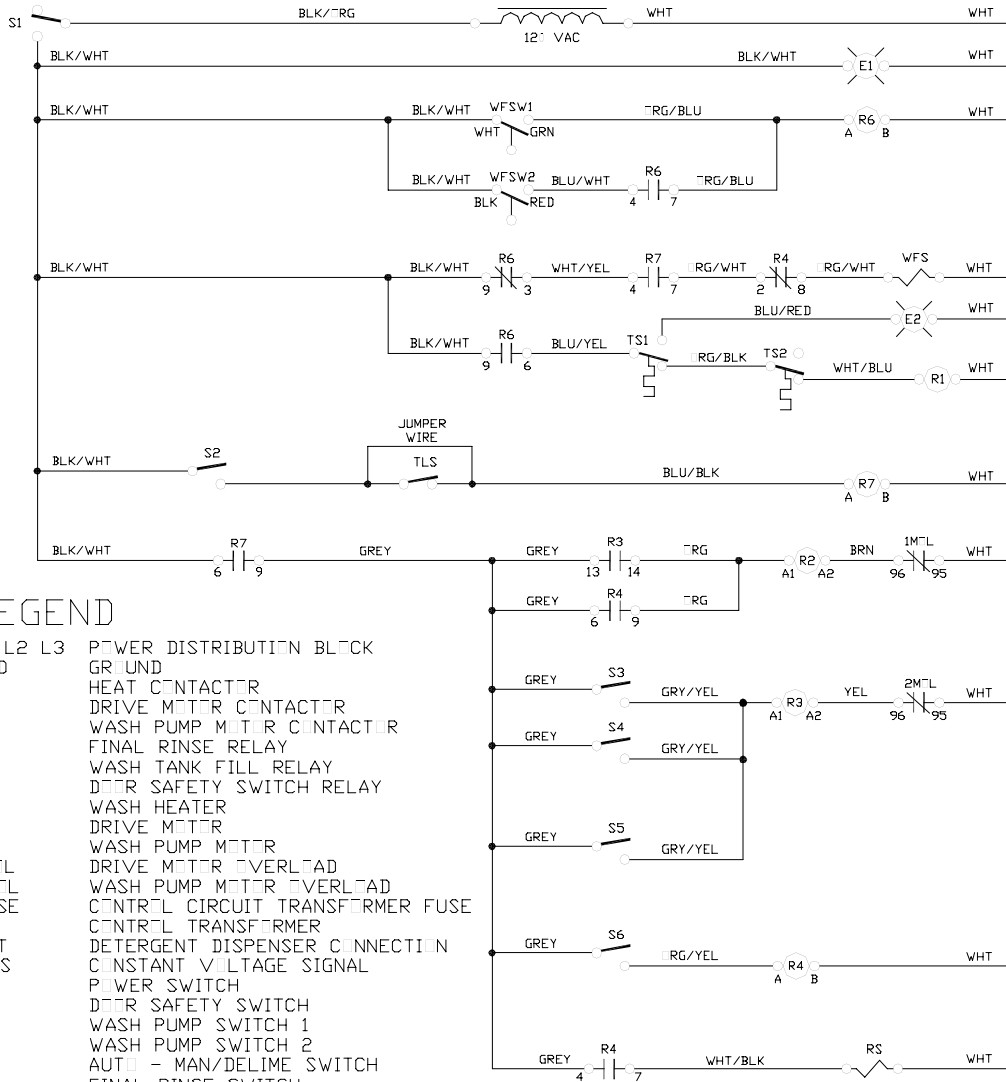 S1 BLK/ORG WHT WHT
120 VAC
BLK/WHT BLK/WHT E1 WHT
BLK/WHT BLK/WHT WFSW1 ORG/BLU R6 WHT
WHT GRN A B
BLK/WHT WFSW2 BLU/WHT R6 ORG/BLU
BLK RED 4 7
BLK/WHT BLK/WHT R6 WHT/YEL R7 ORG/WHT R4 ORG/WHT WFS WHT
9 3 4 7 2 8
BLU/RED E2 WHT
BLK/WHT R6 BLU/YEL TS1 ORG/BLK TS2 WHT/BLU R1 WHT
9 6
JUMPER
WIRE
BLK/WHT S2 TLS BLU/BLK R7 WHT
A B
BLK/WHT R7 GREY GREY R3 ORG R2 BRN 1MOL WHT
6 9 13 14 A1 A2 96 95
GREY R4 ORG
6 9
GREY S3 GRY/YEL R3 YEL 2MOL WHT
A1 A2 96 95
GREY S4 GRY/YEL
GREY S5 GRY/YEL
GREY S6 ORG/YEL R4 WHT
A B
GREY R4 WHT/BLK RS WHT
4 7
EGEND
L2 L3 POWER DISTRIBUTION BLOCK
D GROUND
HEAT CONTACTOR
DRIVE MOTOR CONTACTOR
WASH PUMP MOTOR CONTACTOR
FINAL RINSE RELAY
WASH TANK FILL RELAY
DOOR SAFETY SWITCH RELAY
WASH HEATER
DRIVE MOTOR
WASH PUMP MOTOR
L DRIVE MOTOR OVERLOAD
L WASH PUMP MOTOR OVERLOAD
SE CONTROL CIRCUIT TRANSFORMER FUSE
CONTROL TRANSFORMER
T DETERGENT DISPENSER CONNECTION
S CONSTANT VOLTAGE SIGNAL
POWER SWITCH
DOOR SAFETY SWITCH
WASH PUMP SWITCH 1
WASH PUMP SWITCH 2
AUTO - MAN/DELIME SWITCH
FINAL RINSE SWITCH